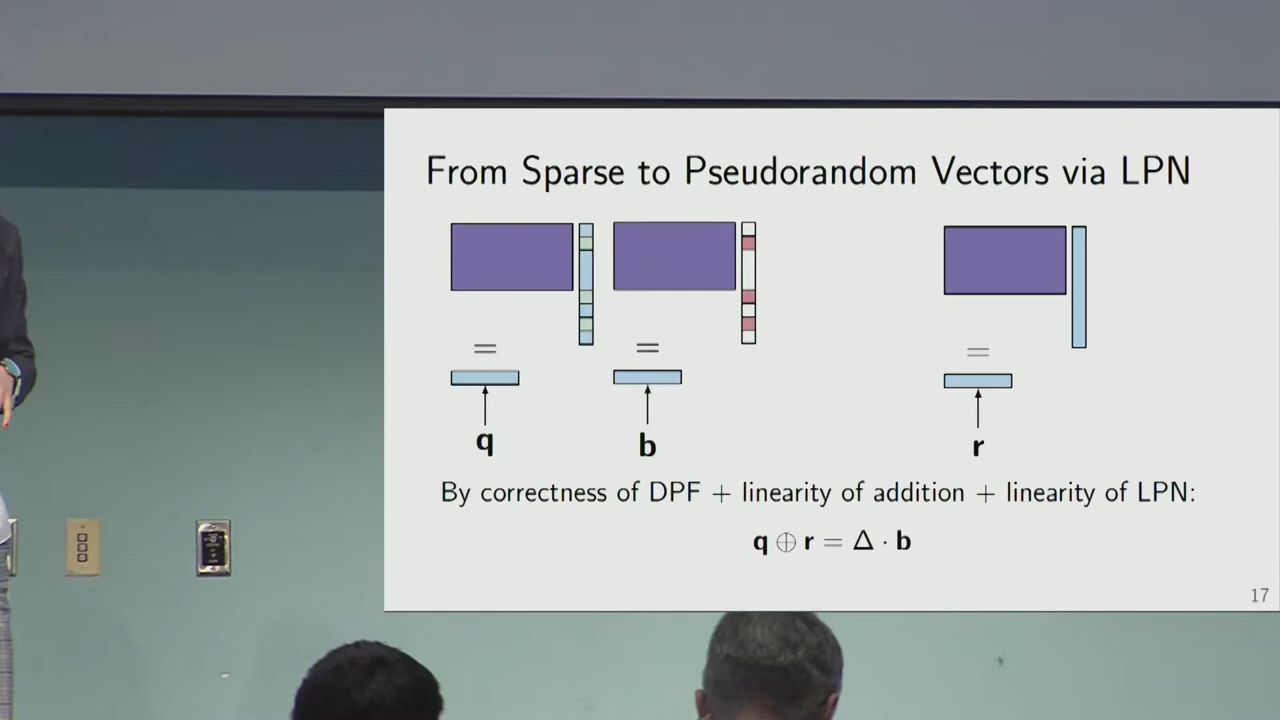 From Sparse to Pseudorandom Vectors via LPN
= = =
q b r
By correctness of DPF + linearity of addition + linearity of LPN:
q ⊕ r = Δ · b
17